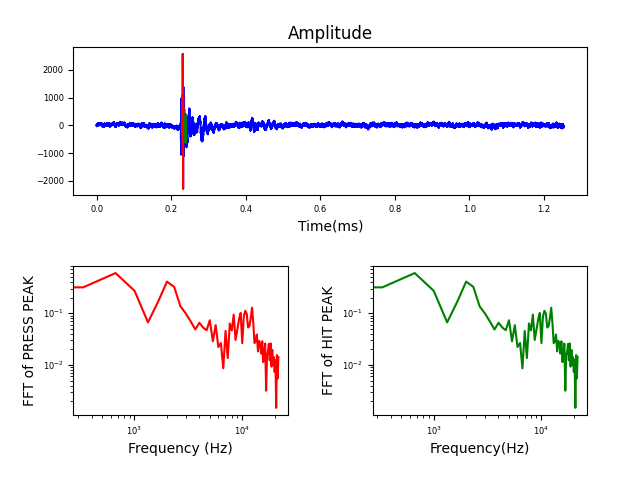 Amplitude
2000
1000
0
−1000
−2000
0.0 0.2 0.4 0.6 0.8 1.0 1.2
Time(ms)
FFT of PRESS PEAK
10⁻¹
10⁻²
10³ 10⁴
Frequency (Hz)
FFT of HIT PEAK
10⁻¹
10⁻²
10³ 10⁴
Frequency(Hz)